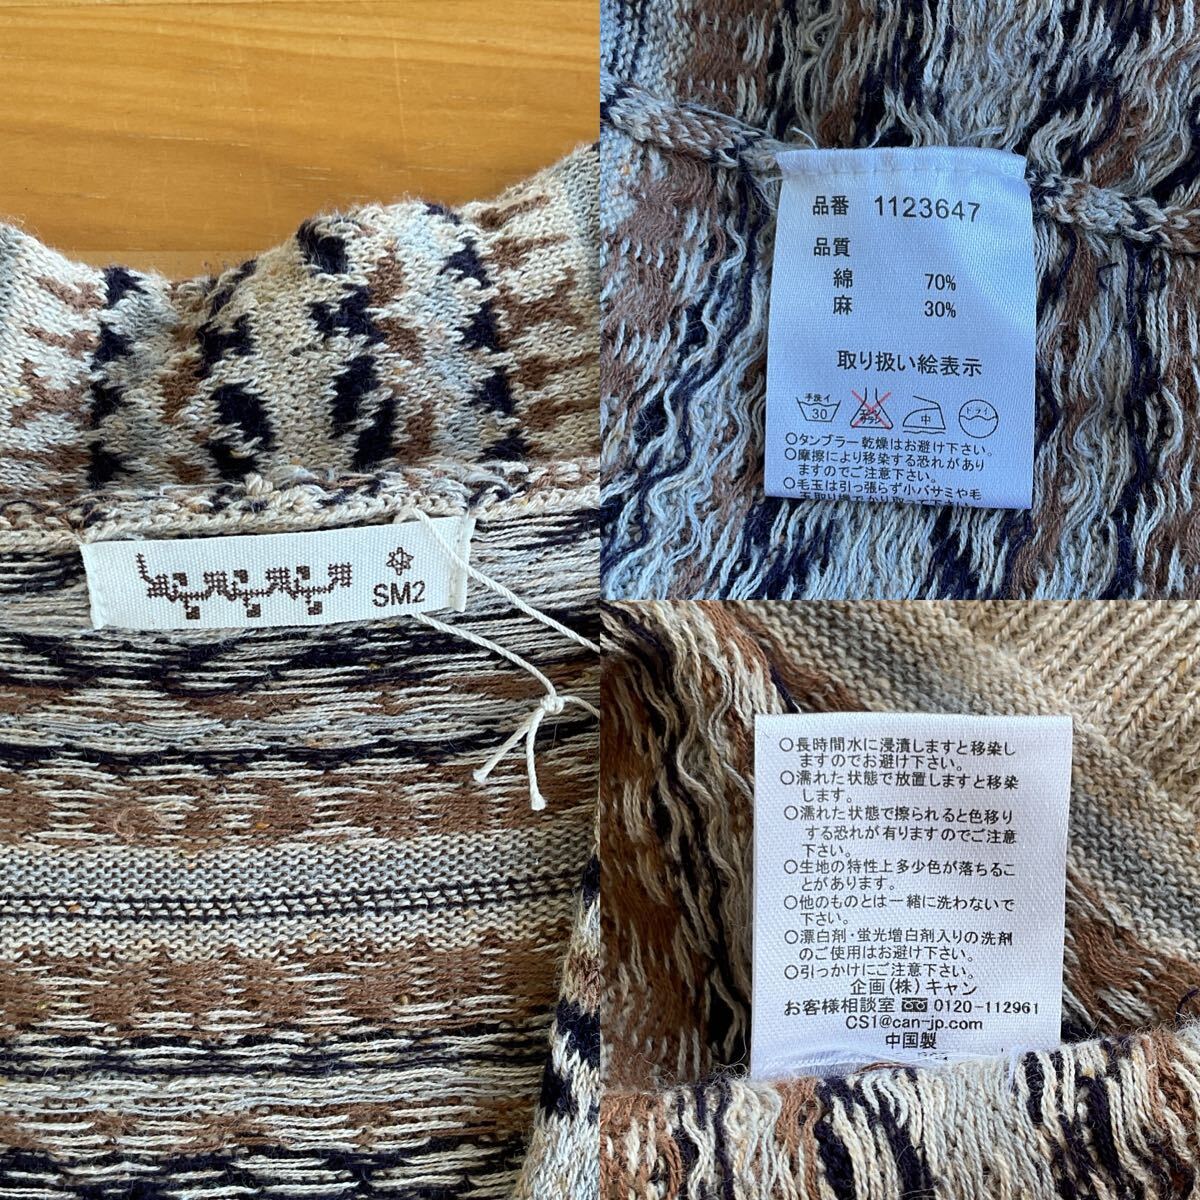 SM2
品番 1123647
品質
綿 70%
麻 30%
取り扱い絵表示
手洗イ
30
エンソ
サラシ
中
ドライ
○タンブラー乾燥はお避け下さい。
○摩擦により移染する恐れがあり
ますのでご注意下さい。
○毛玉は引っ張らず小バサミや毛
○長時間水に浸漬しますと移染し
ますのでお避け下さい。
○濡れた状態で放置しますと移染
します。
○濡れた状態で擦られると色移り
する恐れが有りますのでご注意
下さい。
○生地の特性上多少色が落ちるこ
とがあります。
○他のものとは一緒に洗わないで
下さい。
○漂白剤・蛍光増白剤入りの洗剤
のご使用はお避け下さい。
○引っかけにご注意下さい。
企画(株)キャン
お客様相談室 0120-112961
CS1@can-jp.com
中国製